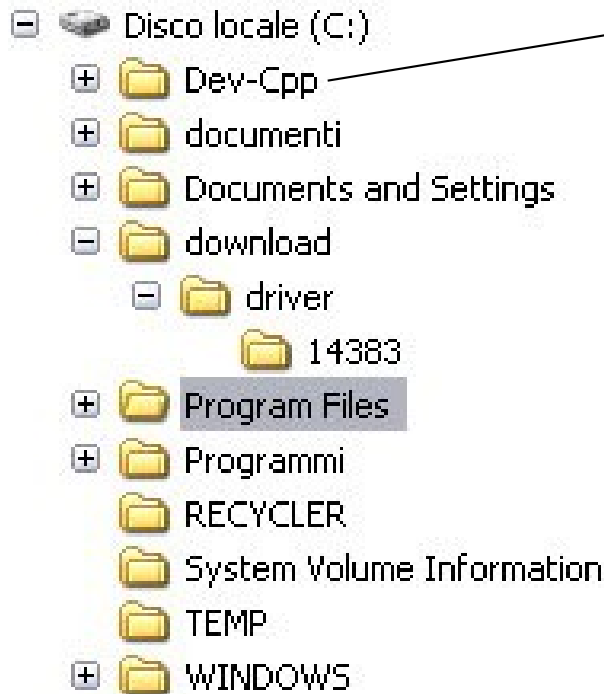 Disco locale (C:)
Dev-Cpp
documenti
Documents and Settings
download
driver
14383
Program Files
Programmi
RECYCLER
System Volume Information
TEMP
WINDOWS